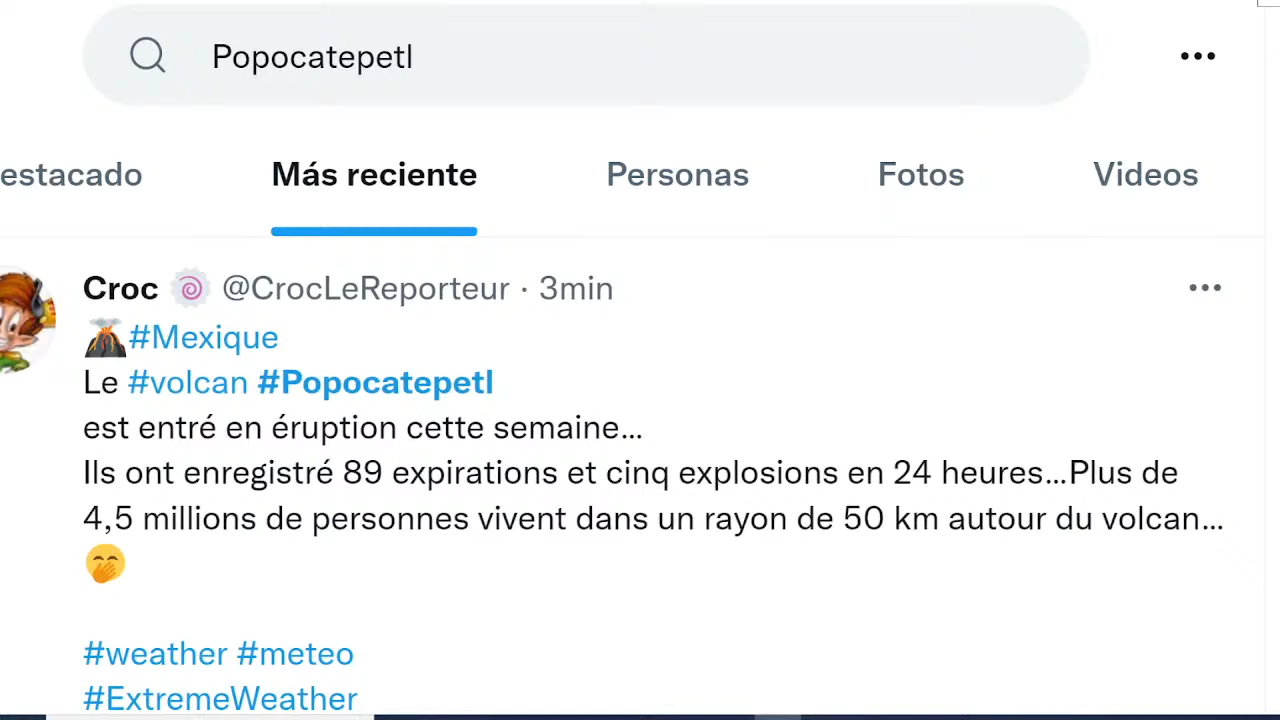 Popocatepetl
estacado Más reciente Personas Fotos Videos
Croc 🍥 @CrocLeReporteur · 3min
🌋#Mexique
Le #volcan #Popocatepetl
est entré en éruption cette semaine...
Ils ont enregistré 89 expirations et cinq explosions en 24 heures...Plus de
4,5 millions de personnes vivent dans un rayon de 50 km autour du volcan...
🤭
#weather #meteo
#ExtremeWeather